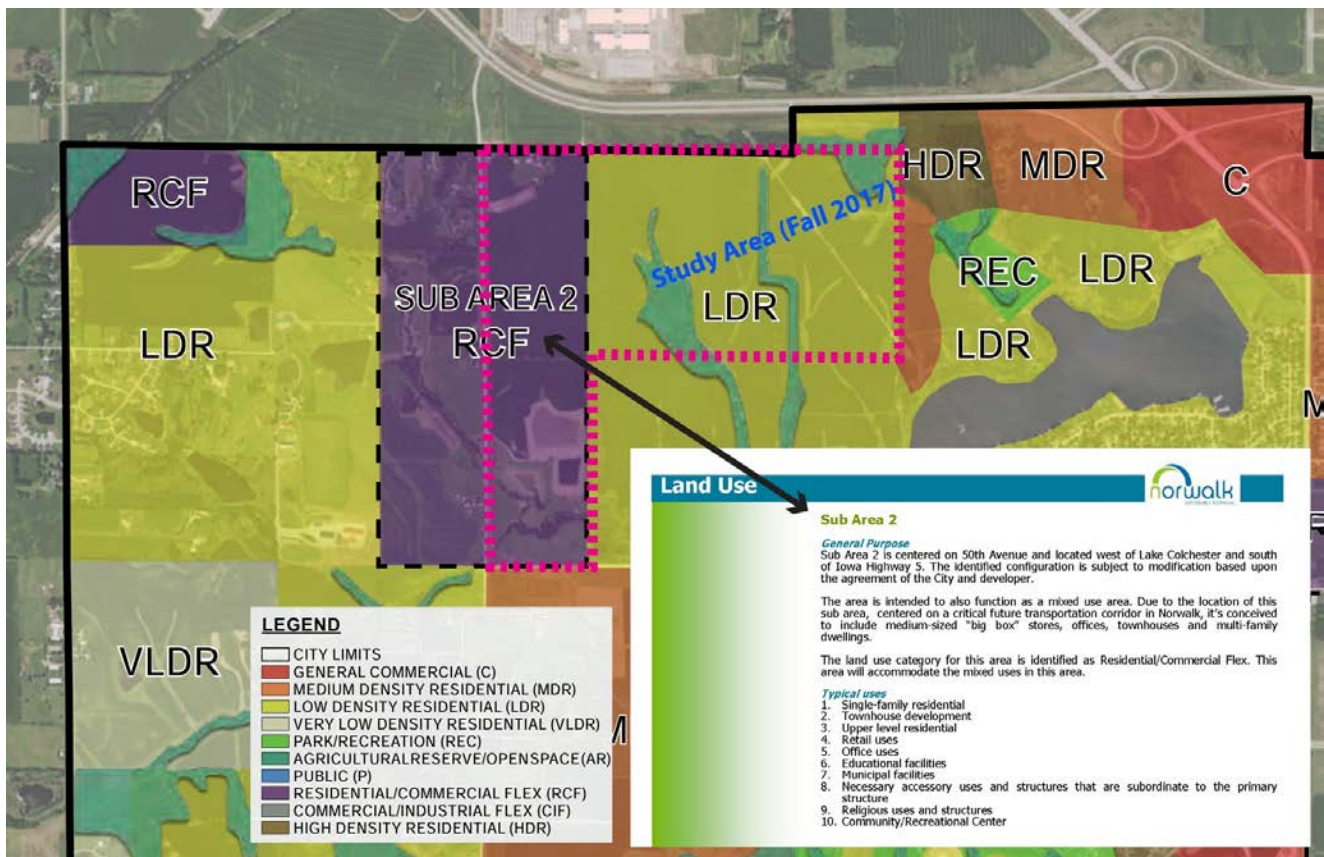 RCF
HDR
MDR
C
Study Area (Fall 2017)
REC
LDR
SUB AREA 2
RCF
LDR
LDR
LDR
M
VLDR
M
LEGEND
CITY LIMITS
GENERAL COMMERCIAL (C)
MEDIUM DENSITY RESIDENTIAL (MDR)
LOW DENSITY RESIDENTIAL (LDR)
VERY LOW DENSITY RESIDENTIAL (VLDR)
PARK/RECREATION (REC)
AGRICULTURAL RESERVE/OPEN SPACE (AR)
PUBLIC (P)
RESIDENTIAL/COMMERCIAL FLEX (RCF)
COMMERCIAL/INDUSTRIAL FLEX (CIF)
HIGH DENSITY RESIDENTIAL (HDR)
Land Use
norwalk
Sub Area 2
General Purpose
Sub Area 2 is centered on 50th Avenue and located west of Lake Colchester and south
of Iowa Highway 5. The identified configuration is subject to modification based upon
the agreement of the City and developer.
The area is intended to also function as a mixed use area. Due to the location of this
sub area, centered on a critical future transportation corridor in Norwalk, it's conceived
to include medium-sized "big box" stores, offices, townhouses and multi-family
dwellings.
The land use category for this area is identified as Residential/Commercial Flex. This
area will accommodate the mixed uses in this area.
Typical uses
1. Single-family residential
2. Townhouse development
3. Upper level residential
4. Retail uses
5. Office uses
6. Educational facilities
7. Municipal facilities
8. Necessary accessory uses and structures that are subordinate to the primary
structure
9. Religious uses and structures
10. Community/Recreational Center